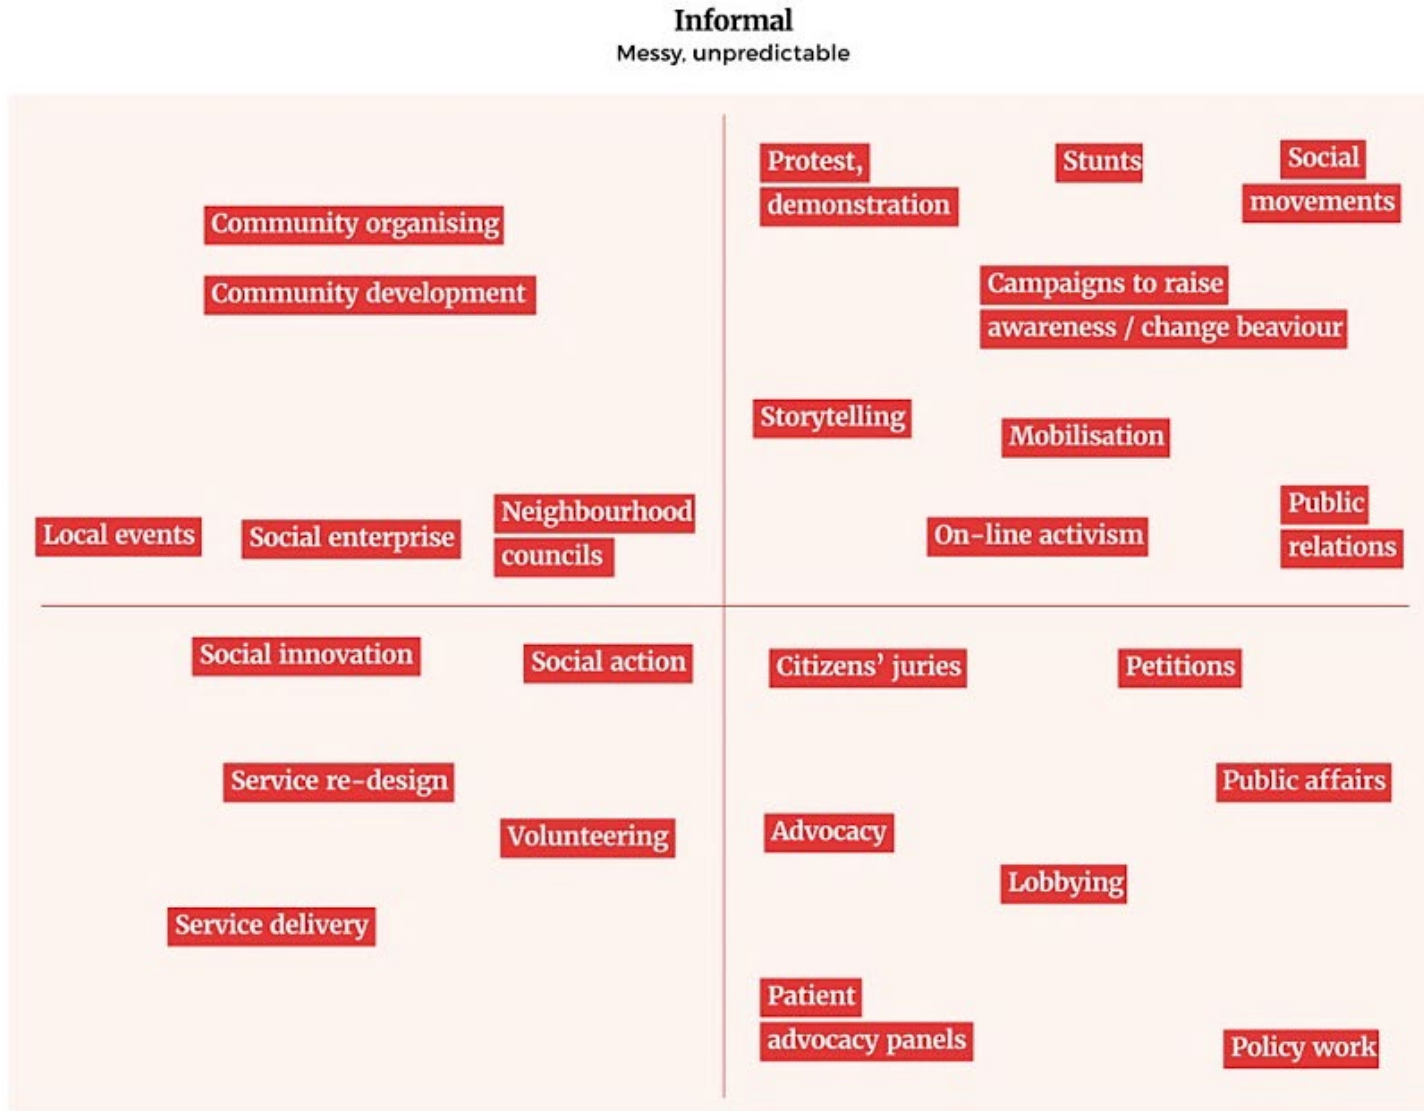 Informal
Messy, unpredictable
Protest,
demonstration
Stunts
Social
movements
Community organising
Community development
Campaigns to raise
awareness / change beaviour
Storytelling
Mobilisation
Local events
Social enterprise
Neighbourhood
councils
On-line activism
Public
relations
Social innovation
Social action
Citizens’ juries
Petitions
Service re-design
Volunteering
Public affairs
Advocacy
Lobbying
Service delivery
Patient
advocacy panels
Policy work